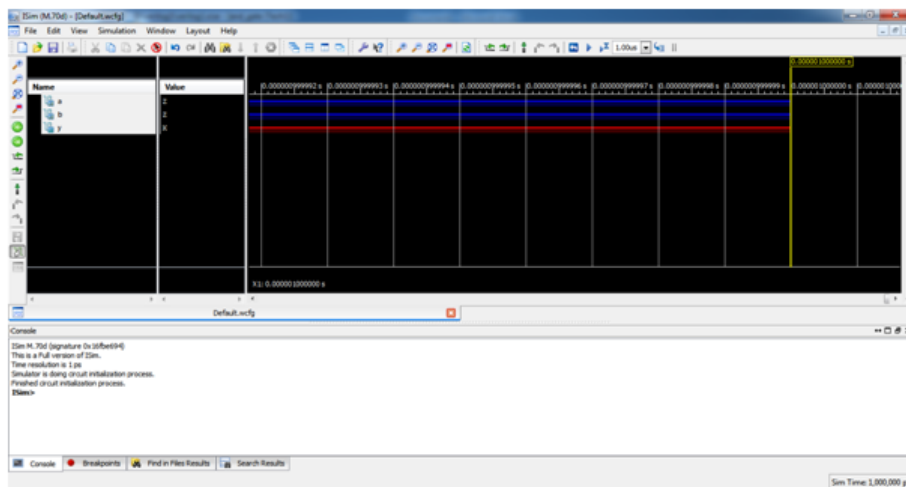 ISim (M.70d) - [Default.wcfg]
File Edit View Simulation Window Layout Help
1.00us
0.000001000000 s
Name Value
0.000000999992 s 0.000000999993 s 0.000000999994 s 0.000000999995 s 0.000000999996 s 0.000000999997 s 0.000000999998 s 0.000000999999 s 0.000001000000 s
a z
b z
y X
X1: 0.000001000000 s
Default.wcfg
Console
ISim M.70d (signature 0x16fbe694)
This is a Full version of ISim.
Time resolution is 1 ps
Simulator is doing circuit initialization process.
Finished circuit initialization process.
ISim>
Console Breakpoints Find in Files Results Search Results
Sim Time: 1,000,000